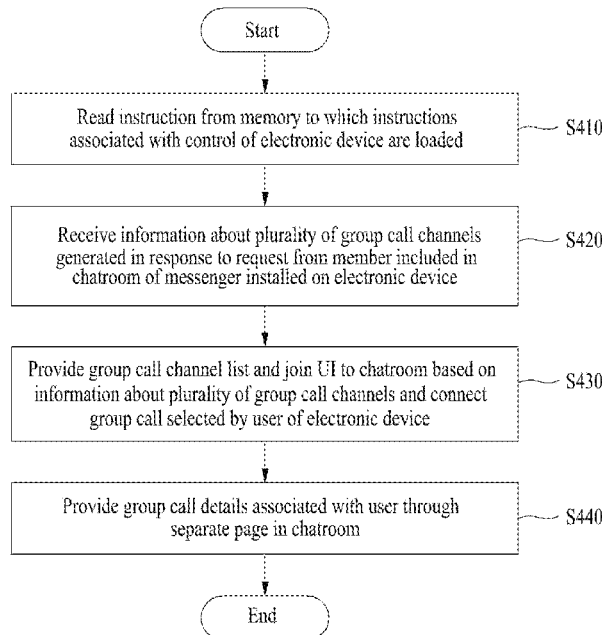 Start
Read instruction from memory to which instructions
associated with control of electronic device are loaded
S410
Receive information about plurality of group call channels
generated in response to request from member included in
chatroom of messenger installed on electronic device
S420
Provide group call channel list and join UI to chatroom based on
information about plurality of group call channels and connect
group call selected by user of electronic device
S430
Provide group call details associated with user through
separate page in chatroom
S440
End